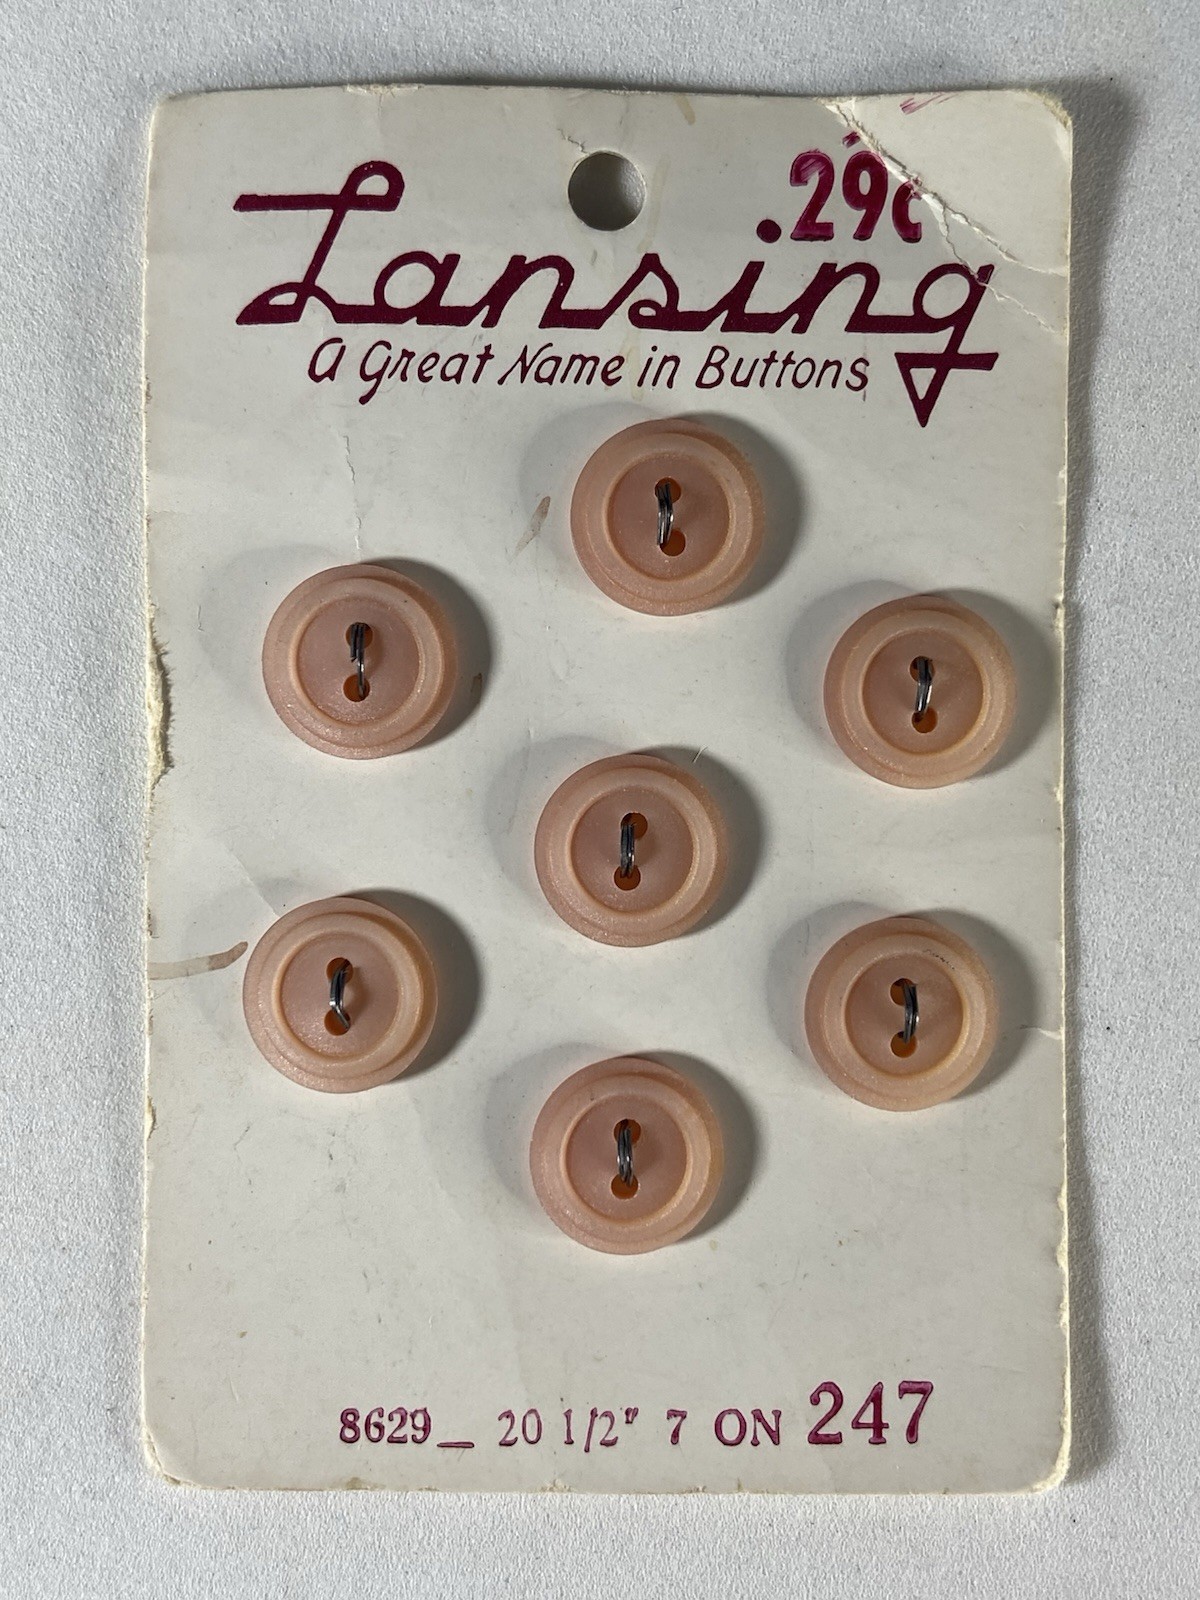 .29¢
Lansing
A Great Name in Buttons
8629_ 20 1/2" 7 ON 247